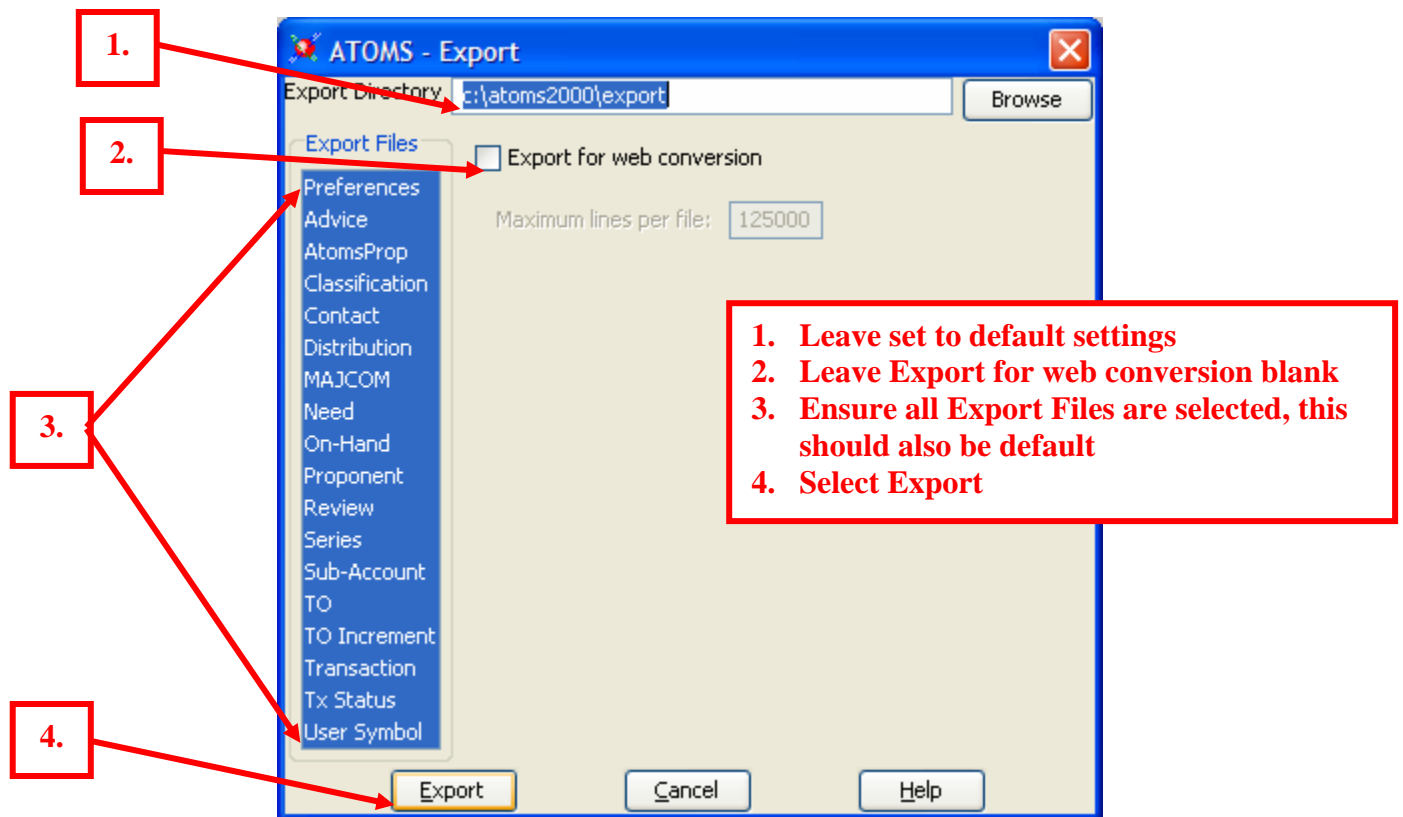 1.
ATOMS - Export
Export Directory c:\atoms2000\export Browse
2.
Export Files
Export for web conversion
Preferences
Advice
Maximum lines per file: 125000
AtomsProp
Classification
Contact
Distribution
MAJCOM
Need
On-Hand
Proponent
Review
Series
Sub-Account
TO
TO Increment
Transaction
Tx Status
User Symbol
3.
1. Leave set to default settings
2. Leave Export for web conversion blank
3. Ensure all Export Files are selected, this
should also be default
4. Select Export
4.
Export Cancel Help